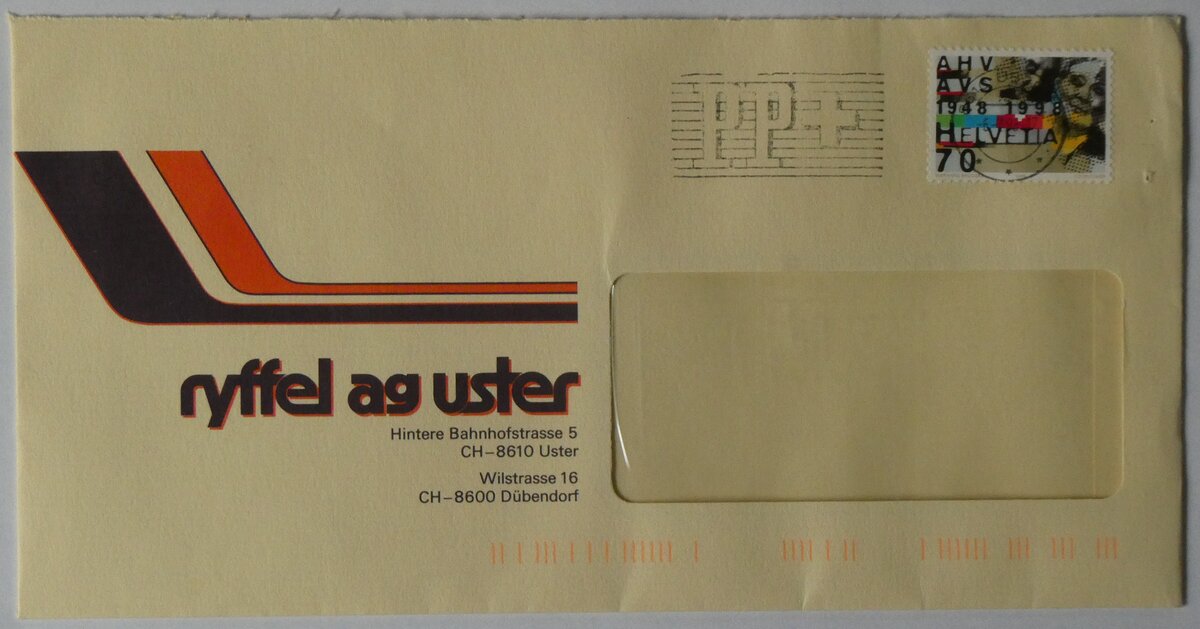 PP+
AHV
AVS
1948 1998
HELVETIA
70
ryffel ag uster
Hintere Bahnhofstrasse 5
CH–8610 Uster
Wilstrasse 16
CH–8600 Dübendorf